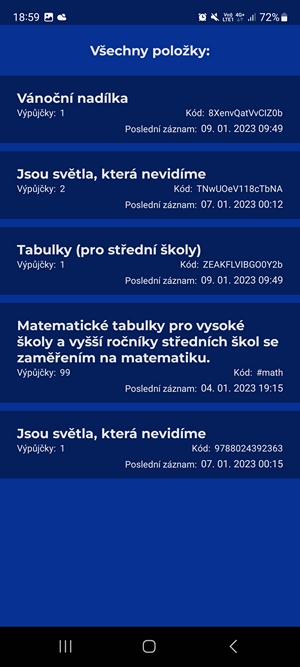 18:59 72%
Všechny položky:
Vánoční nadílka
Výpůjčky: 1 Kód: 8XenvQatVvCIZ0b
Poslední záznam: 09. 01. 2023 09:49
Jsou světla, která nevidíme
Výpůjčky: 2 Kód: TNwUOeV118cTbNA
Poslední záznam: 07. 01. 2023 00:12
Tabulky (pro střední školy)
Výpůjčky: 1 Kód: ZEAKFLVIBGO0Y2b
Poslední záznam: 09. 01. 2023 09:49
Matematické tabulky pro vysoké
školy a vyšší ročníky středních škol se
zaměřením na matematiku.
Výpůjčky: 99 Kód: #math
Poslední záznam: 04. 01. 2023 19:15
Jsou světla, která nevidíme
Výpůjčky: 1 Kód: 9788024392363
Poslední záznam: 07. 01. 2023 00:15